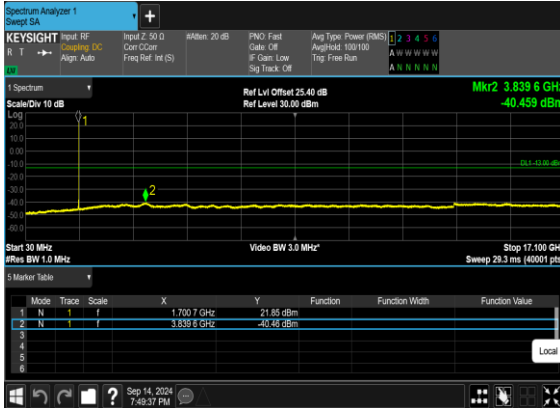 Spectrum Analyzer 1
Swept SA
+
KEYSIGHT Input: RF Input Z: 50 Ω #Atten: 20 dB PNO: Fast Avg Type: Power (RMS) 1 2 3 4 5 6
R T Coupling: DC Corr CCorr Gate: Off Avg|Hold: 100/100 A W W W W W
Align: Auto Freq Ref: Int (S) IF Gain: Low Trig: Free Run
Sig Track: Off A N N N N N
1 Spectrum Ref Lvl Offset 25.40 dB Mkr2 3.839 6 GHz
Scale/Div 10 dB Ref Level 30.00 dBm -40.459 dBm
Log
20.0
10.0
0.00
-10.0
-20.0
-30.0
-40.0
-50.0
-60.0
1
DL1 -13.00 dBm
2
Start 30 MHz Video BW 3.0 MHz* Stop 17.100 GHz
#Res BW 1.0 MHz Sweep 29.3 ms (40001 pts)
5 Marker Table
Mode Trace Scale X Y Function Function Width Function Value
1 N 1 f 1.700 7 GHz 21.85 dBm
2 N 1 f 3.839 6 GHz -40.46 dBm
3
4
5
6
Local
? Sep 14, 2024
7:49:37 PM